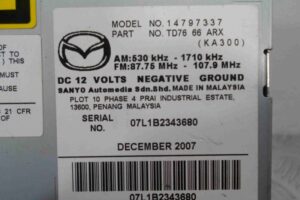 MODEL NO. 14797337
PART NO. TD76 66 ARX
(KA300)
AM:530 kHz - 1710 kHz
FM:87.75 MHz - 107.9 MHz
DC 12 VOLTS NEGATIVE GROUND
SANYO Automedia Sdn.Bhd. MADE IN MALAYSIA
PLOT 10 PHASE 4 PRAI INDUSTRIAL ESTATE,
13600, PENANG MALAYSIA
SERIAL
NO.
07L1B2343680
DECEMBER 2007
07L1B2343680
21 CFR